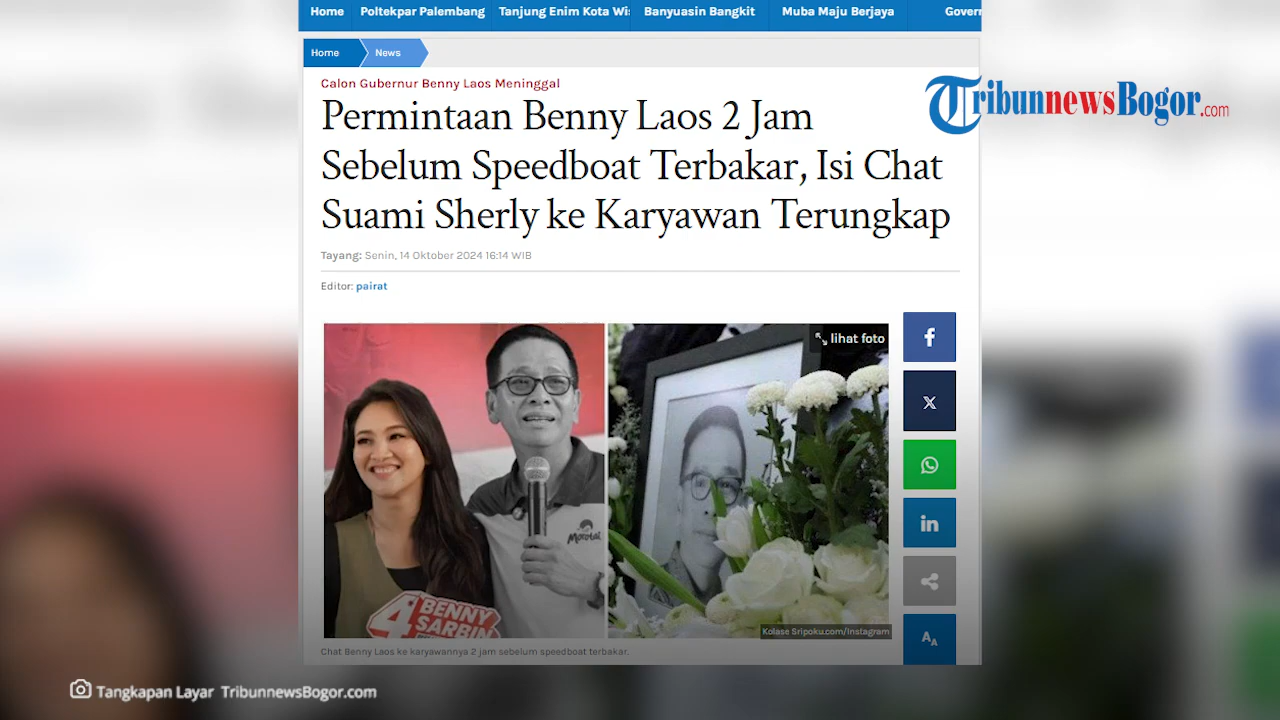 Home Poltekpar Palembang Tanjung Enim Kota Wis Banyuasin Bangkit Muba Maju Berjaya Govern
Home News
Calon Gubernur Benny Laos Meninggal
TribunnewsBogor.com
Permintaan Benny Laos 2 Jam
Sebelum Speedboat Terbakar, Isi Chat
Suami Sherly ke Karyawan Terungkap
Tayang: Senin, 14 Oktober 2024 16:14 WIB
Editor: pairat
lihat foto
Morotai
4 BENNY
SARBIN
Kolase Sripoku.com/Instagram
Chat Benny Laos ke karyawannya 2 jam sebelum speedboat terbakar.
Tangkapan Layar TribunnewsBogor.com